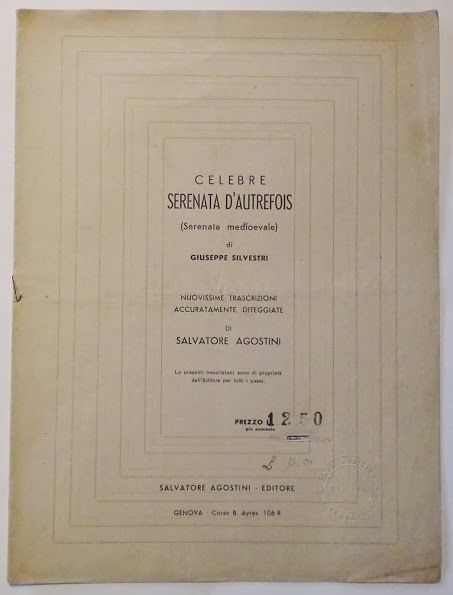 CELEBRE
SERENATA D'AUTREFOIS
(Serenata medioevale)
di
GIUSEPPE SILVESTRI
NUOVISSIME TRASCRIZIONI
ACCURATAMENTE DITEGGIATE
DI
SALVATORE AGOSTINI
Le presenti trascrizioni sono di proprietà
dell'Editore per tutti i paesi.
PREZZO 12.50
più aumento
SALVATORE AGOSTINI - EDITORE
GENOVA - Corso B. Ayres, 106 R